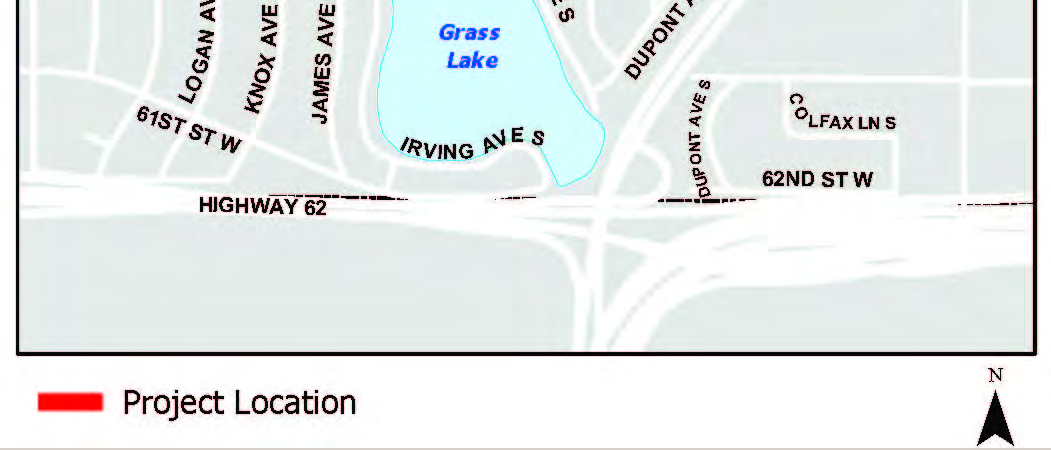 Grass
Lake
DUPONT
LOGAN
KNOX AVE
JAMES AVE
61ST ST W
IRVING AVE S
DUPONT AVE S
COLFAX LN S
62ND ST W
HIGHWAY 62
Project Location
N